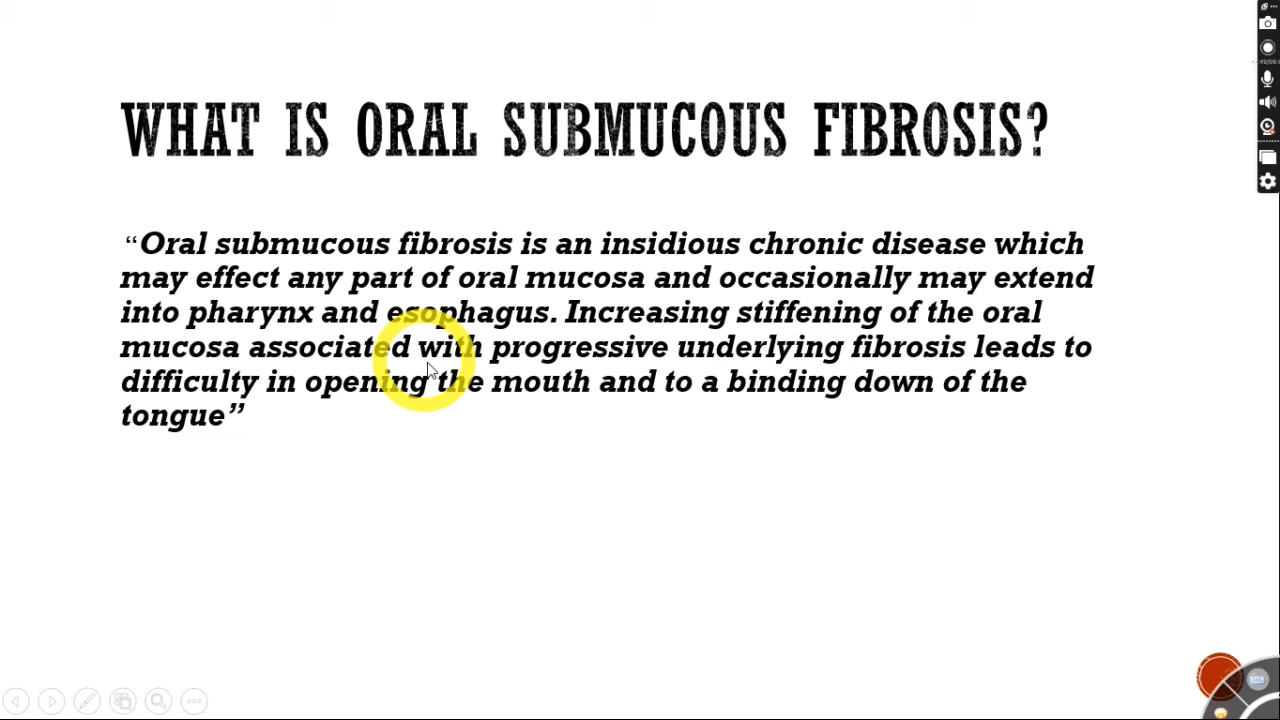 WHAT IS ORAL SUBMUCOUS FIBROSIS?
“Oral submucous fibrosis is an insidious chronic disease which
may effect any part of oral mucosa and occasionally may extend
into pharynx and esophagus. Increasing stiffening of the oral
mucosa associated with progressive underlying fibrosis leads to
difficulty in opening the mouth and to a binding down of the
tongue”